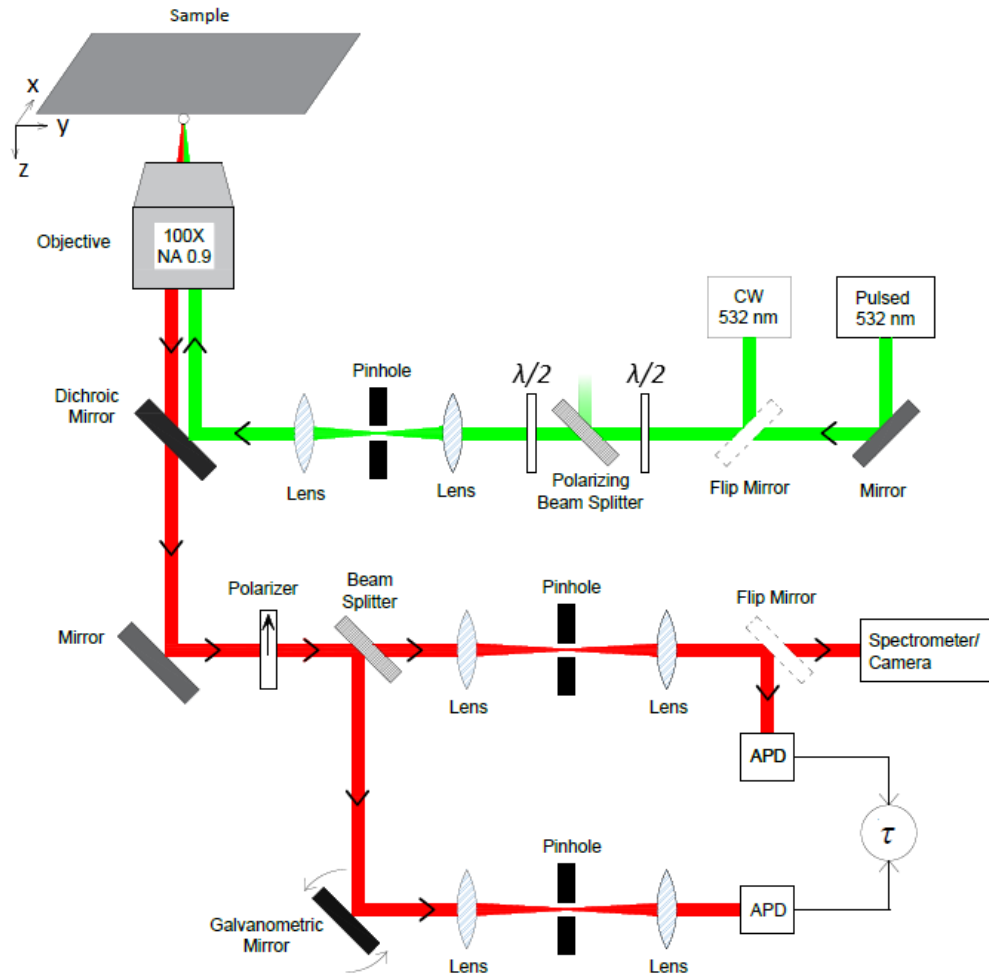 Sample
x
y
z
Objective
100X
NA 0.9
CW
532 nm
Pulsed
532 nm
Dichroic
Mirror
Lens
Pinhole
Lens
λ/2
Polarizing
Beam Splitter
λ/2
Flip Mirror
Mirror
Mirror
Polarizer
Beam
Splitter
Lens
Pinhole
Lens
Flip Mirror
Spectrometer/
Camera
APD
τ
Galvanometric
Mirror
Lens
Pinhole
Lens
APD